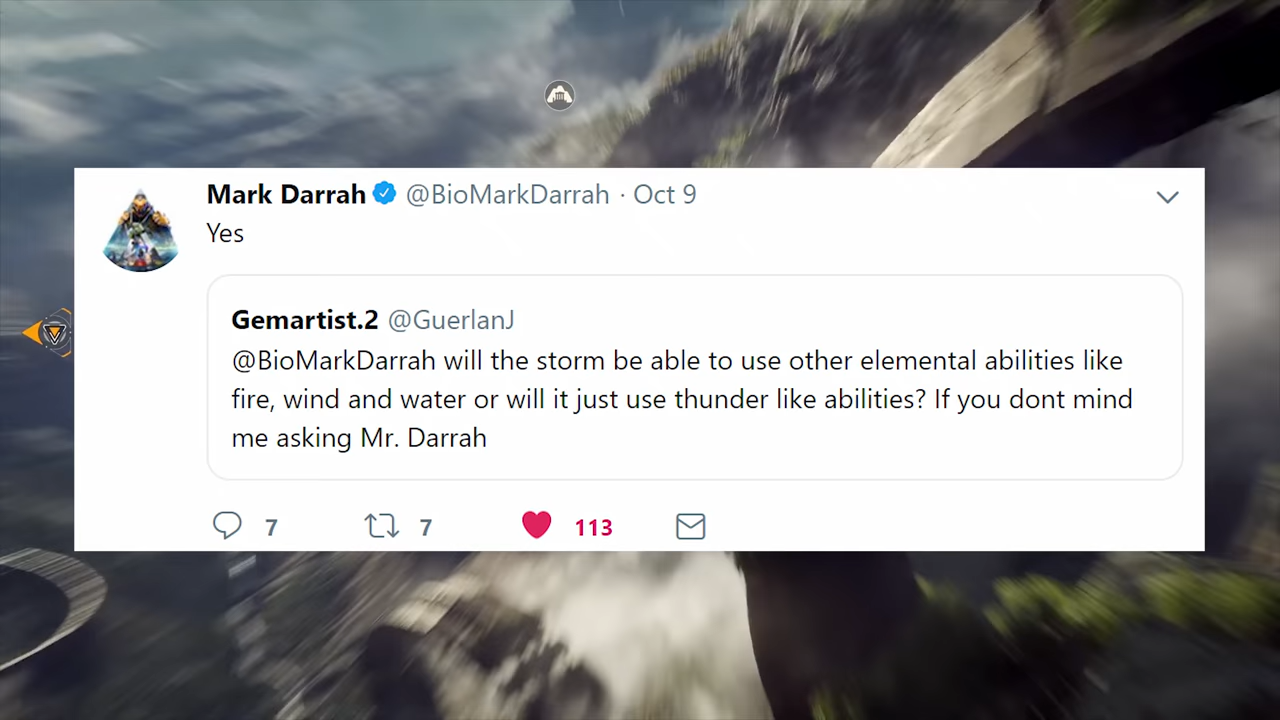 Mark Darrah @BioMarkDarrah · Oct 9
Yes
Gemartist.2 @GuerlanJ
@BioMarkDarrah will the storm be able to use other elemental abilities like
fire, wind and water or will it just use thunder like abilities? If you dont mind
me asking Mr. Darrah
7 7 113